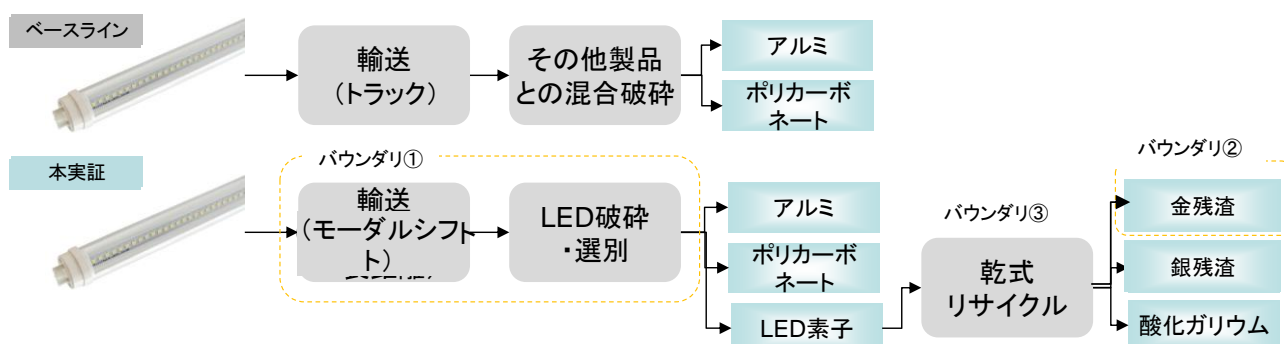 ベースライン
輸送
（トラック）
その他製品
との混合破砕
アルミ
ポリカーボ
ネート
本実証
バウンダリ①
輸送
（モーダルシフ
ト）
LED破砕
・選別
アルミ
ポリカーボ
ネート
LED素子
バウンダリ③
乾式
リサイクル
バウンダリ②
金残渣
銀残渣
酸化ガリウム